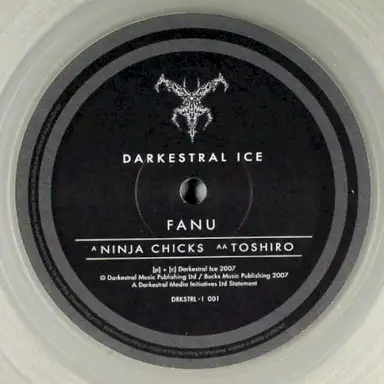 DARKESTRAL ICE
FANU
A NINJA CHICKS AA TOSHIRO
[p] + [c] Darkestral Ice 2007
© Darkestral Music Publishing Ltd / Bucks Music Publishing 2007
A Darkestral Media Initiatives Ltd Statement
DRKSTRL - I 001